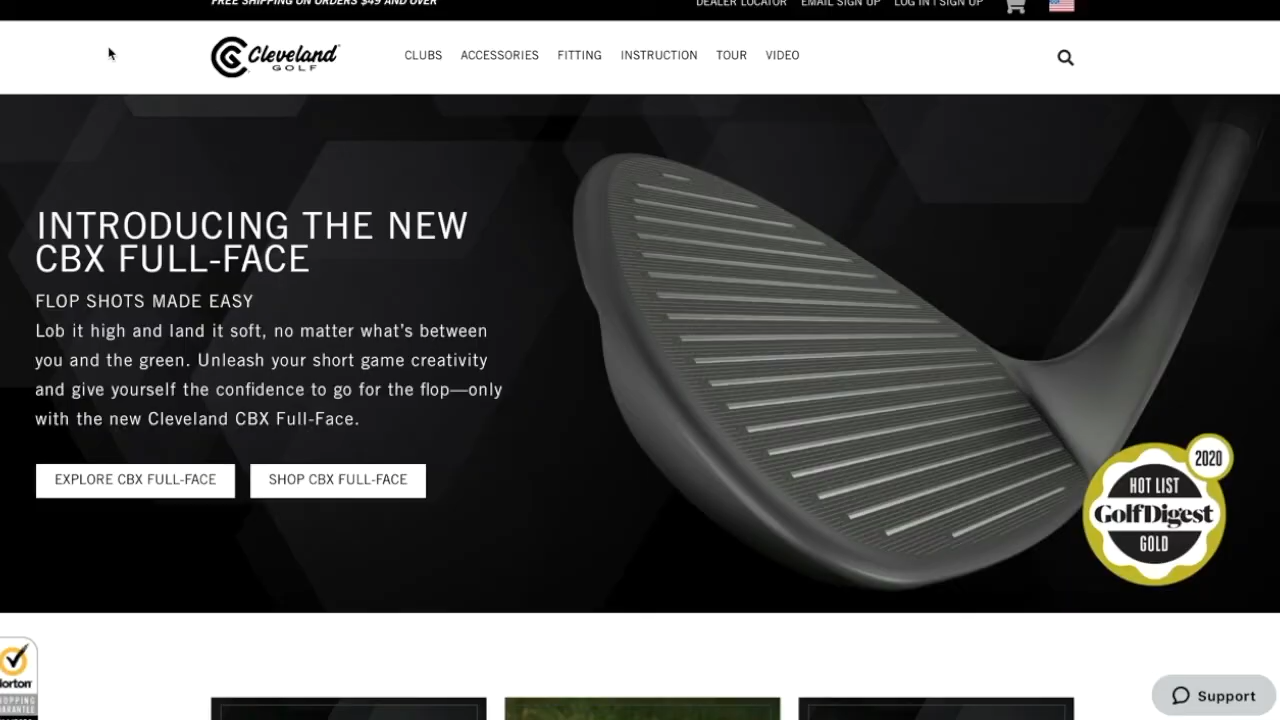 FREE SHIPPING ON ORDERS $49 AND OVER
DEALER LOCATOR EMAIL SIGN UP LOG IN | SIGN UP
Cleveland
GOLF
CLUBS ACCESSORIES FITTING INSTRUCTION TOUR VIDEO
INTRODUCING THE NEW
CBX FULL-FACE
FLOP SHOTS MADE EASY
Lob it high and land it soft, no matter what's between
you and the green. Unleash your short game creativity
and give yourself the confidence to go for the flop—only
with the new Cleveland CBX Full-Face.
EXPLORE CBX FULL-FACE SHOP CBX FULL-FACE
2020
HOT LIST
GolfDigest
GOLD
Support